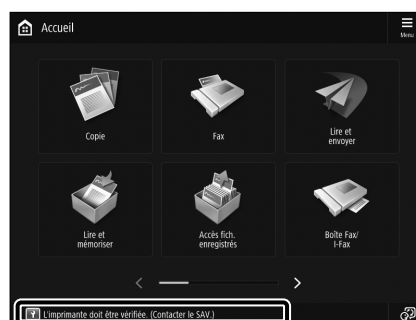 Accueil
Menu
Copie
Fax
Lire et
envoyer
Lire et
mémoriser
Accès fich.
enregistrés
Boîte Fax/
I-Fax
L'imprimante doit être vérifiée. (Contacter le SAV.)